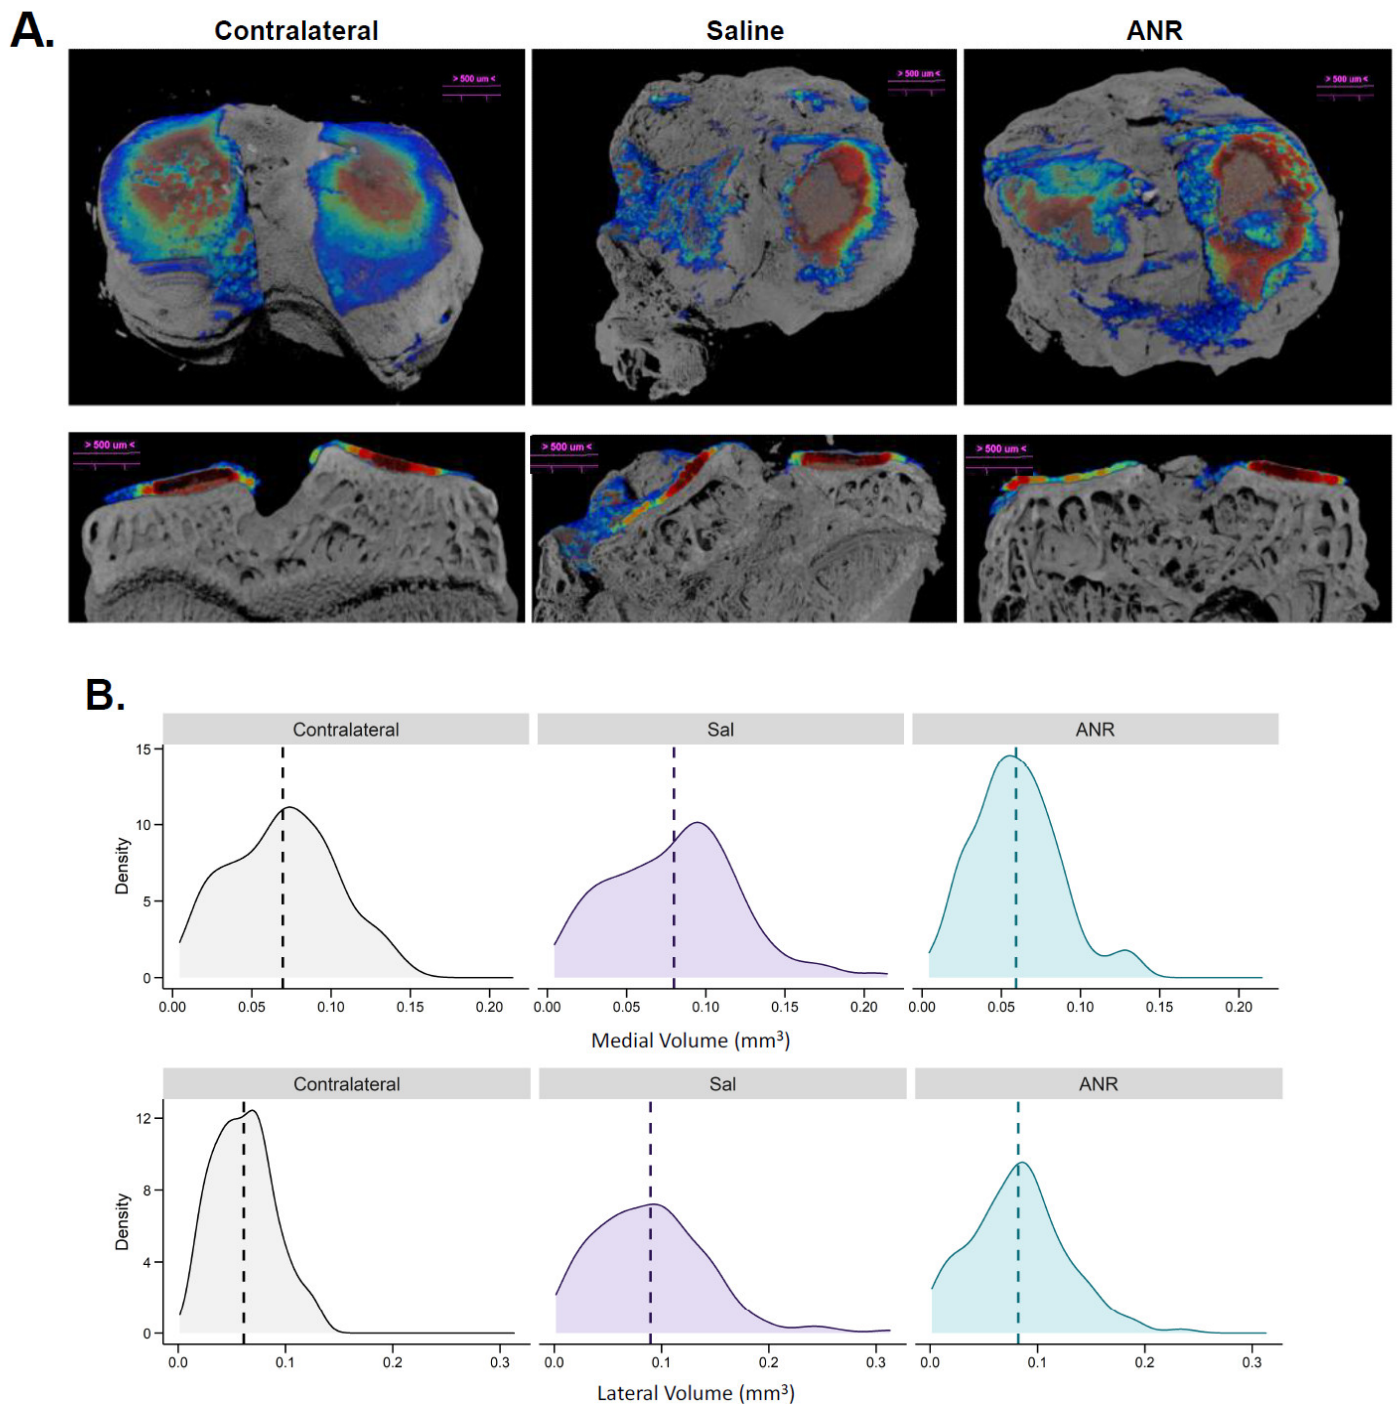 A.
Contralateral Saline ANR
> 500 um < > 500 um < > 500 um <
> 500 um < > 500 um < > 500 um <
B.
Contralateral Sal ANR
Density
15
10
5
0
0.00 0.05 0.10 0.15 0.20 0.00 0.05 0.10 0.15 0.20 0.00 0.05 0.10 0.15 0.20
Medial Volume (mm³)
Contralateral Sal ANR
Density
12
8
4
0
0.0 0.1 0.2 0.3 0.0 0.1 0.2 0.3 0.0 0.1 0.2 0.3
Lateral Volume (mm³)